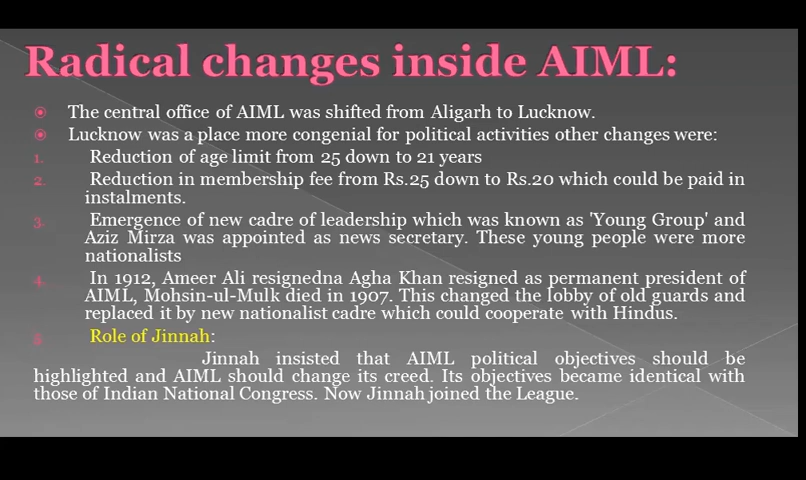 Radical changes inside AIML:
The central office of AIML was shifted from Aligarh to Lucknow.
Lucknow was a place more congenial for political activities other changes were:
1. Reduction of age limit from 25 down to 21 years
2. Reduction in membership fee from Rs.25 down to Rs.20 which could be paid in
instalments.
3. Emergence of new cadre of leadership which was known as 'Young Group' and
Aziz Mirza was appointed as news secretary. These young people were more
nationalists
4. In 1912, Ameer Ali resignedna Agha Khan resigned as permanent president of
AIML, Mohsin-ul-Mulk died in 1907. This changed the lobby of old guards and
replaced it by new nationalist cadre which could cooperate with Hindus.
5. Role of Jinnah:
Jinnah insisted that AIML political objectives should be
highlighted and AIML should change its creed. Its objectives became identical with
those of Indian National Congress. Now Jinnah joined the League.